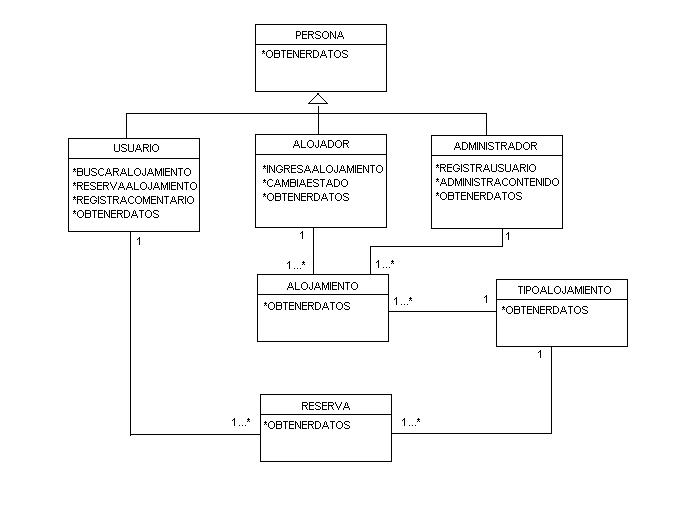 PERSONA
*OBTENERDATOS
USUARIO
*BUSCARALOJAMIENTO
*RESERVAALOJAMIENTO
*REGISTRACOMENTARIO
*OBTENERDATOS
ALOJADOR
*INGRESAALOJAMIENTO
*CAMBIAESTADO
*OBTENERDATOS
ADMINISTRADOR
*REGISTRAUSUARIO
*ADMINISTRACONTENIDO
*OBTENERDATOS
1
1
1
1...*
1...*
ALOJAMIENTO
*OBTENERDATOS
1...*
1
TIPOALOJAMIENTO
*OBTENERDATOS
1
RESERVA
*OBTENERDATOS
1...*
1...*